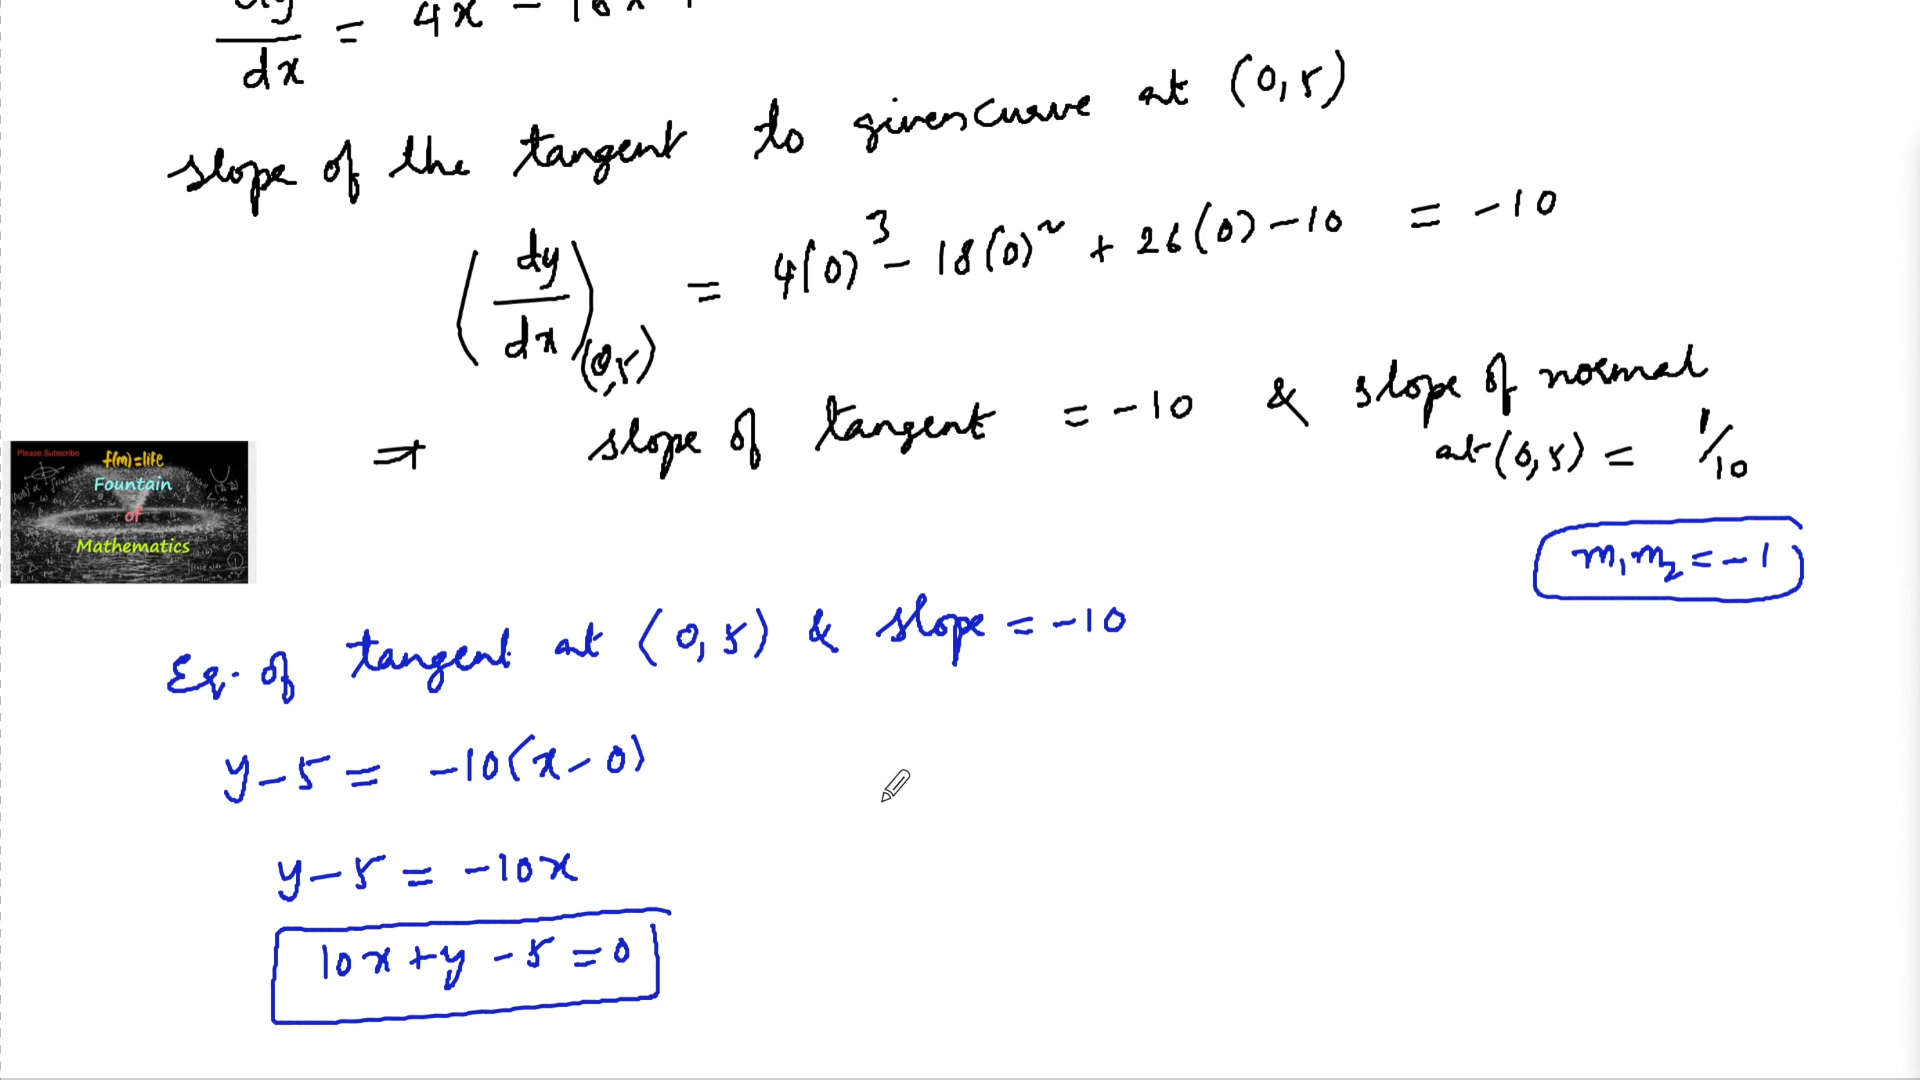 dy/dx = 4x - 18x
slope of the tangent to given curve at (0,5)
(dy/dx)(0,5) = 4(0)³ - 18(0)² + 26(0) - 10 = -10
⇒ slope of tangent = -10 & slope of normal
at (0,5) = 1/10
Please Subscribe
f(m)=life
Fountain
of
Mathematics
m₁m₂ = -1
Eq. of tangent at (0,5) & slope = -10
y-5 = -10(x-0)
y-5 = -10x
10x+y-5=0